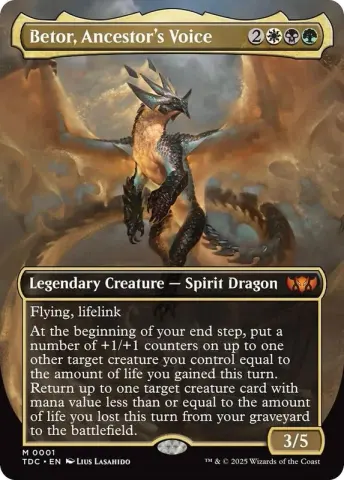 Betor, Ancestor's Voice 2
Legendary Creature — Spirit Dragon
Flying, lifelink
At the beginning of your end step, put a
number of +1/+1 counters on up to one
other target creature you control equal to
the amount of life you gained this turn.
Return up to one target creature card with
mana value less than or equal to the
amount of life you lost this turn from your graveyard
to the battlefield.
3/5
M 0001
TDC • EN Lius Lasahido
™ & © 2025 Wizards of the Coast